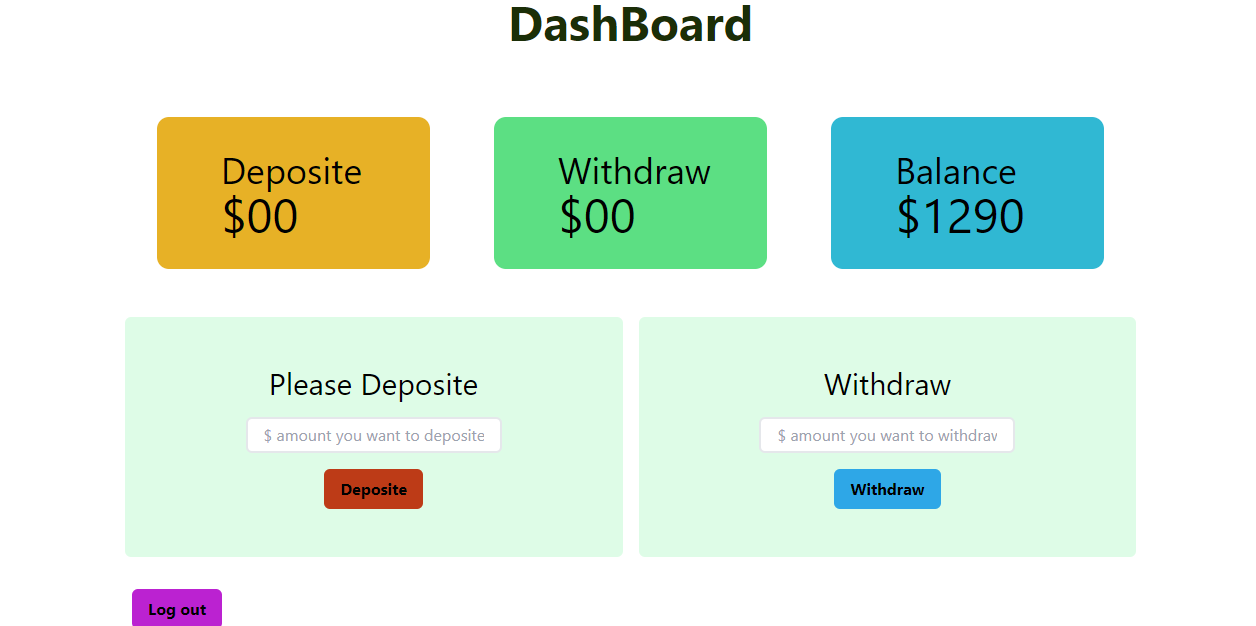 DashBoard
Deposite
$00
Withdraw
$00
Balance
$1290
Please Deposite
$ amount you want to deposite
Deposite
Withdraw
$ amount you want to withdraw
Withdraw
Log out